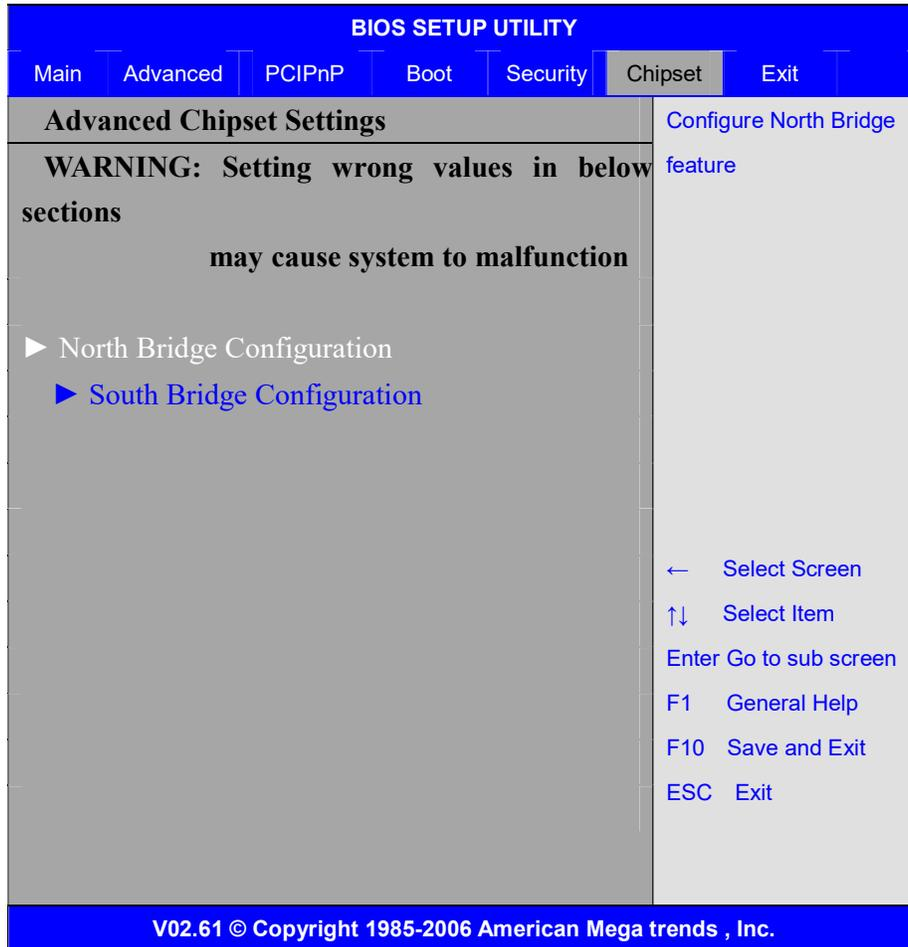 BIOS SETUP UTILITY
Main Advanced PCIPnP Boot Security Chipset Exit
Advanced Chipset Settings
WARNING: Setting wrong values in below
sections
may cause system to malfunction
► North Bridge Configuration
► South Bridge Configuration
Configure North Bridge
feature
← Select Screen
↑↓ Select Item
Enter Go to sub screen
F1 General Help
F10 Save and Exit
ESC Exit
V02.61 © Copyright 1985-2006 American Mega trends , Inc.